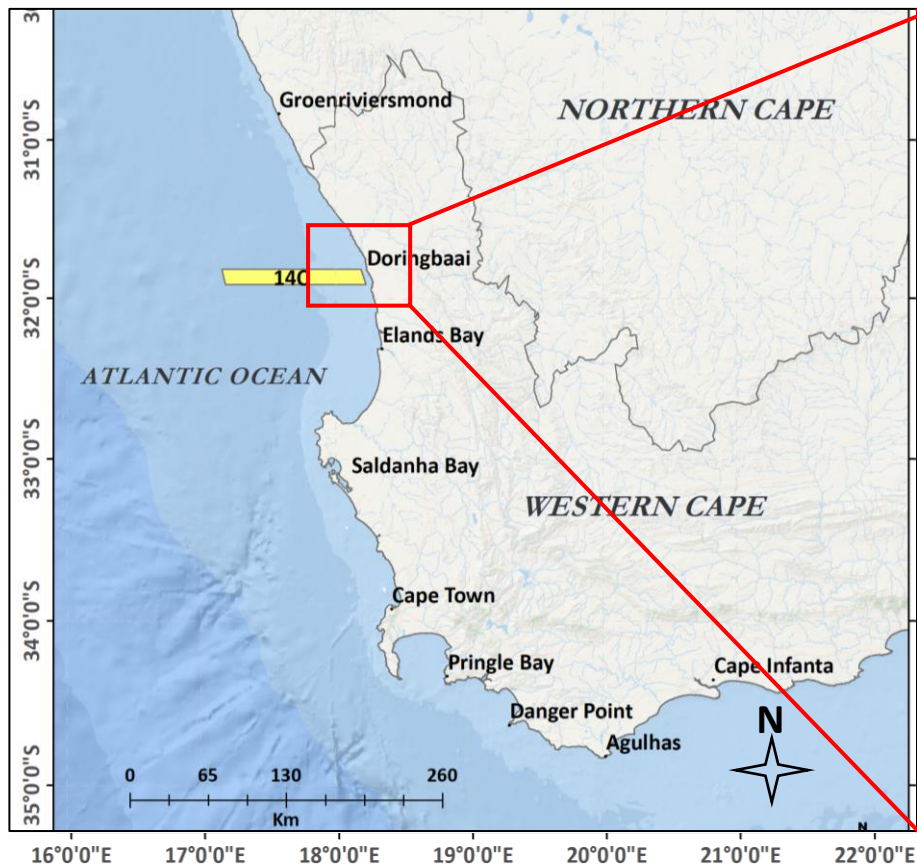 Groenriviersmond
NORTHERN CAPE
31°0'0"S
Doringbaai
14C
32°0'0"S
Elands Bay
ATLANTIC OCEAN
33°0'0"S
Saldanha Bay
WESTERN CAPE
34°0'0"S
Cape Town
Pringle Bay
Cape Infanta
Danger Point
N
Agulhas
35°0'0"S
0 65 130 260
Km
N
16°0'0"E 17°0'0"E 18°0'0"E 19°0'0"E 20°0'0"E 21°0'0"E 22°0'0"E